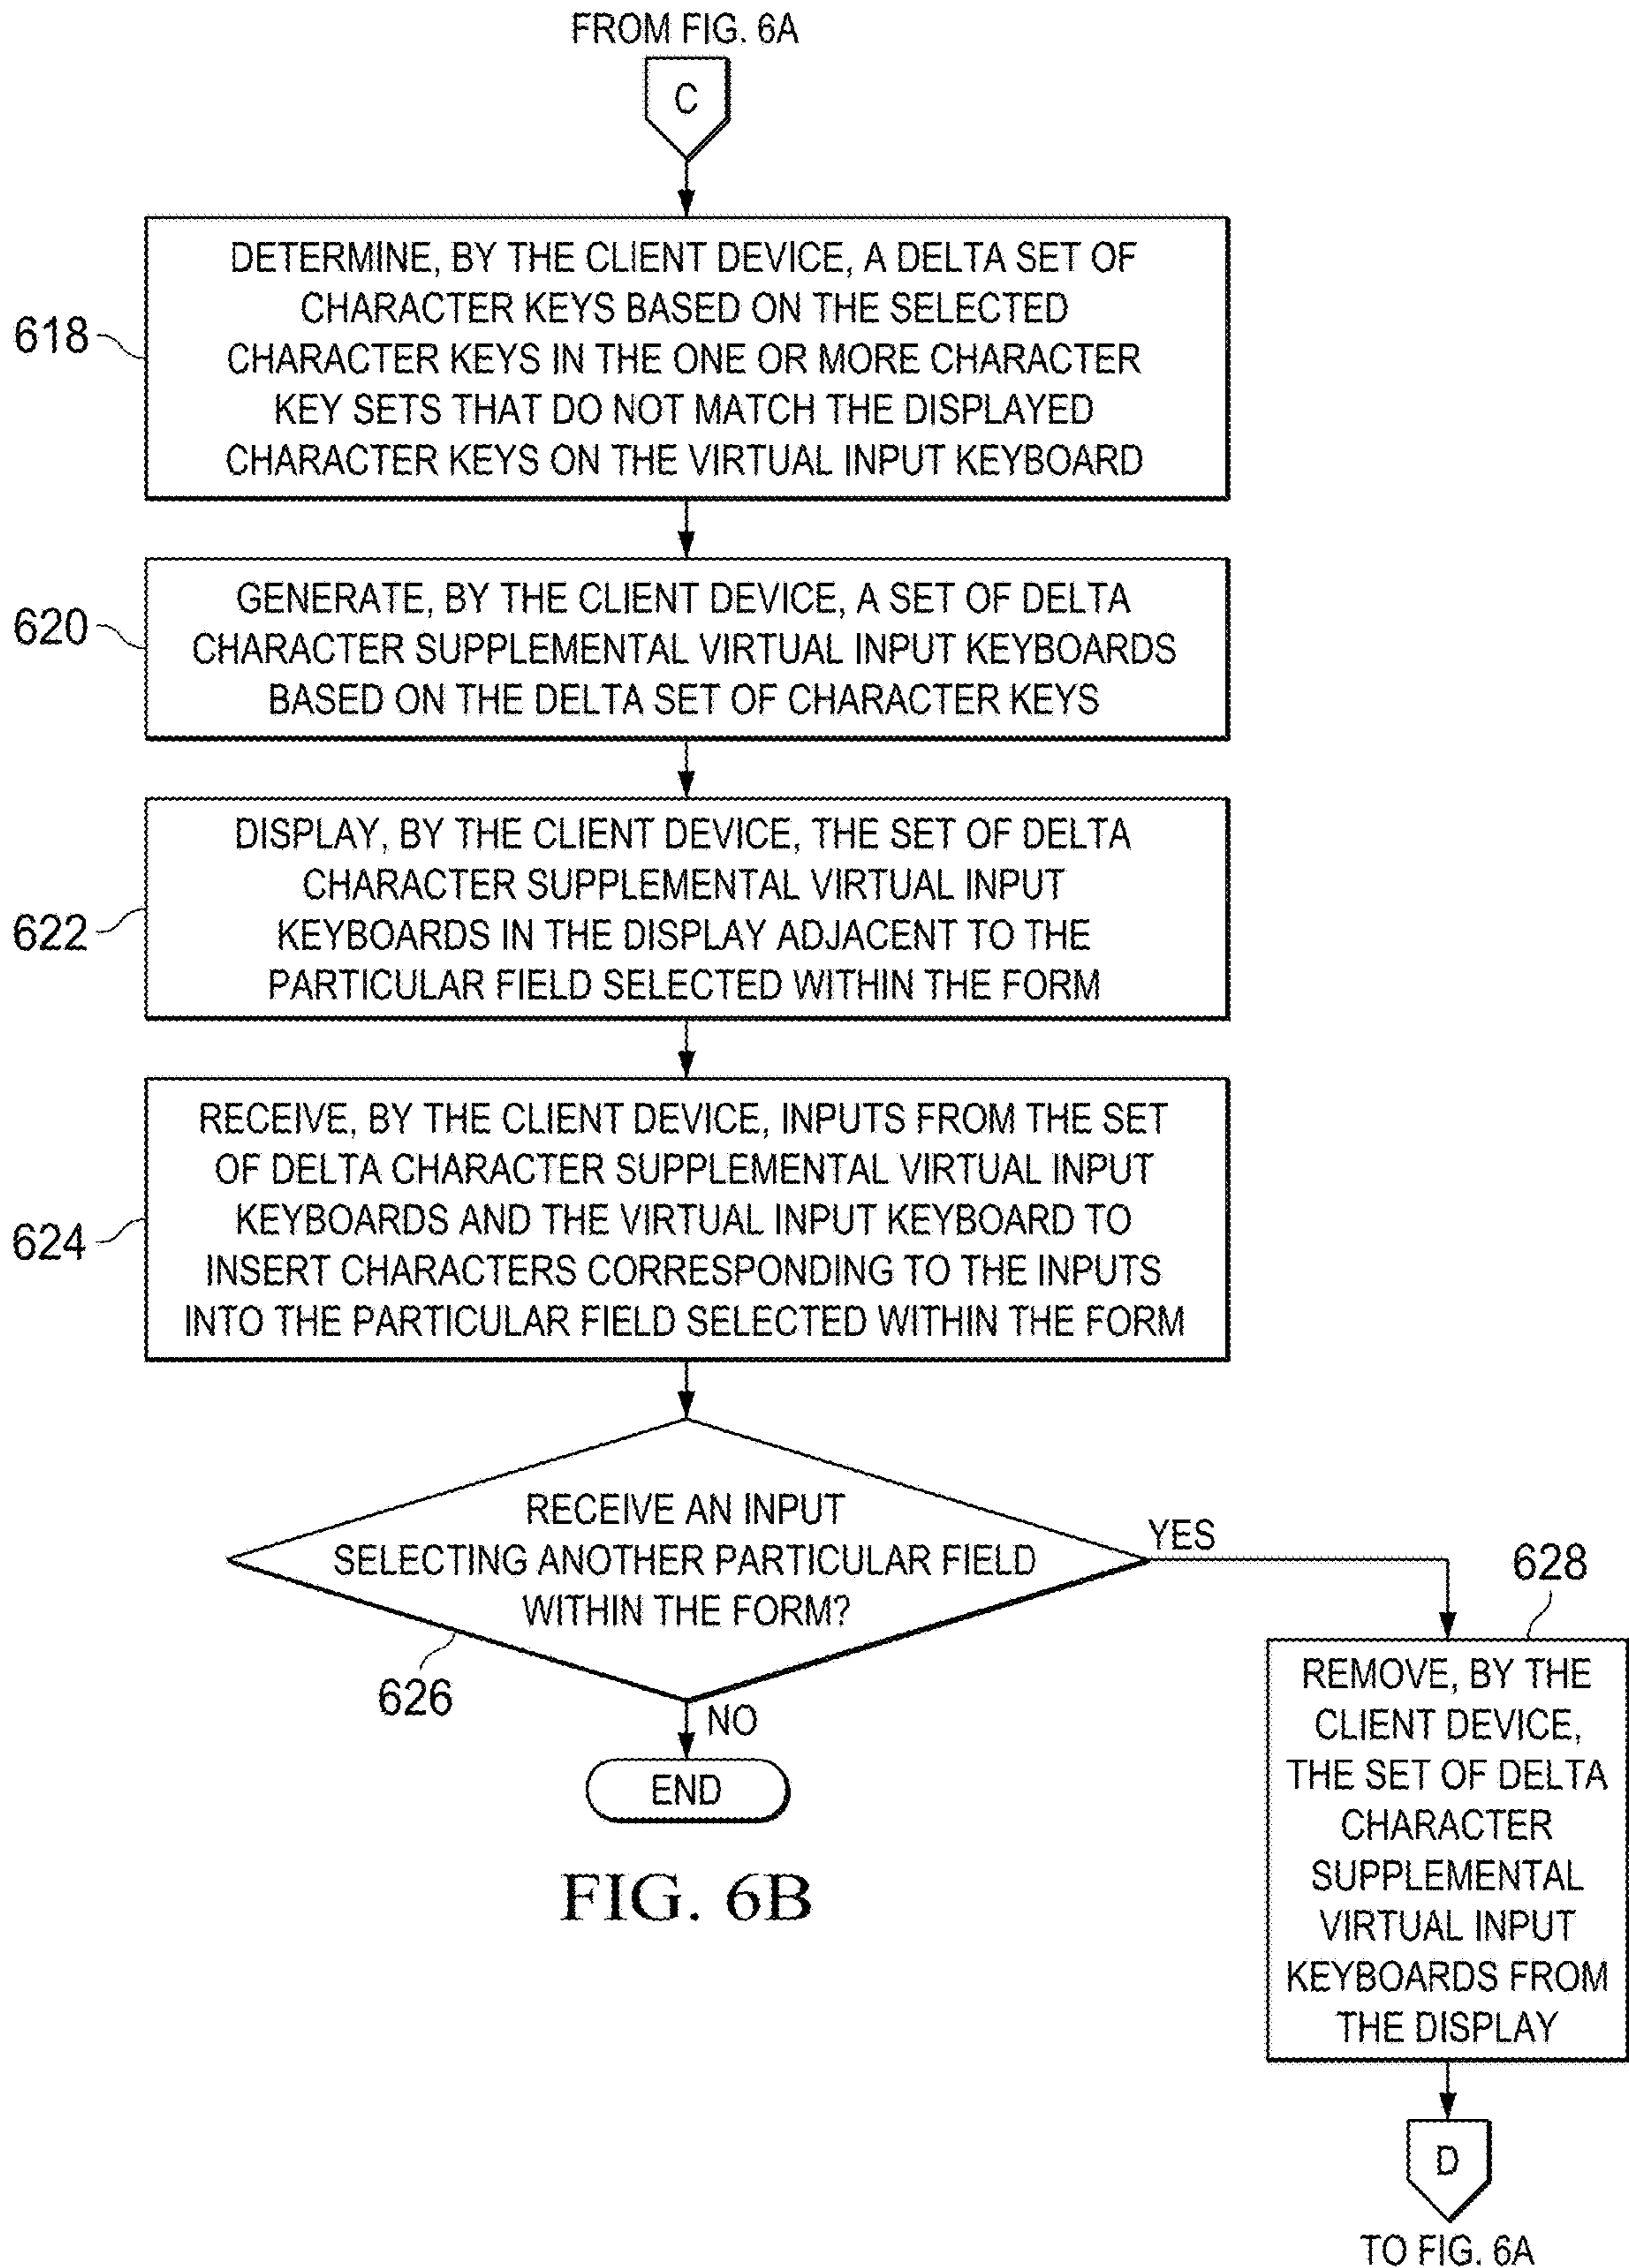 FROM FIG. 6A
C
618
DETERMINE, BY THE CLIENT DEVICE, A DELTA SET OF
CHARACTER KEYS BASED ON THE SELECTED
CHARACTER KEYS IN THE ONE OR MORE CHARACTER
KEY SETS THAT DO NOT MATCH THE DISPLAYED
CHARACTER KEYS ON THE VIRTUAL INPUT KEYBOARD
620
GENERATE, BY THE CLIENT DEVICE, A SET OF DELTA
CHARACTER SUPPLEMENTAL VIRTUAL INPUT KEYBOARDS
BASED ON THE DELTA SET OF CHARACTER KEYS
622
DISPLAY, BY THE CLIENT DEVICE, THE SET OF DELTA
CHARACTER SUPPLEMENTAL VIRTUAL INPUT
KEYBOARDS IN THE DISPLAY ADJACENT TO THE
PARTICULAR FIELD SELECTED WITHIN THE FORM
624
RECEIVE, BY THE CLIENT DEVICE, INPUTS FROM THE SET
OF DELTA CHARACTER SUPPLEMENTAL VIRTUAL INPUT
KEYBOARDS AND THE VIRTUAL INPUT KEYBOARD TO
INSERT CHARACTERS CORRESPONDING TO THE INPUTS
INTO THE PARTICULAR FIELD SELECTED WITHIN THE FORM
RECEIVE AN INPUT
SELECTING ANOTHER PARTICULAR FIELD
WITHIN THE FORM?
626
YES
NO
END
628
REMOVE, BY THE
CLIENT DEVICE,
THE SET OF DELTA
CHARACTER
SUPPLEMENTAL
VIRTUAL INPUT
KEYBOARDS FROM
THE DISPLAY
D
TO FIG. 6A
FIG. 6B